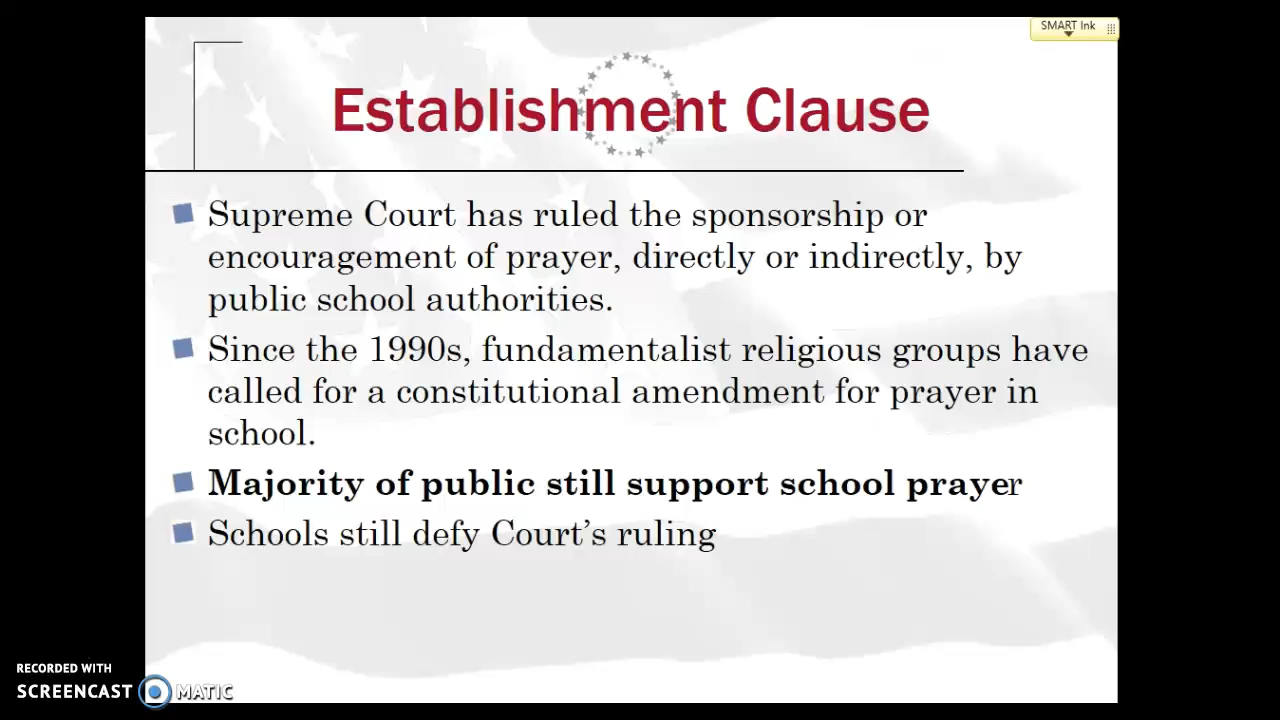 SMART Ink
Establishment Clause
Supreme Court has ruled the sponsorship or
encouragement of prayer, directly or indirectly, by
public school authorities.
Since the 1990s, fundamentalist religious groups have
called for a constitutional amendment for prayer in
school.
Majority of public still support school prayer
Schools still defy Court's ruling
RECORDED WITH
SCREENCAST MATIC